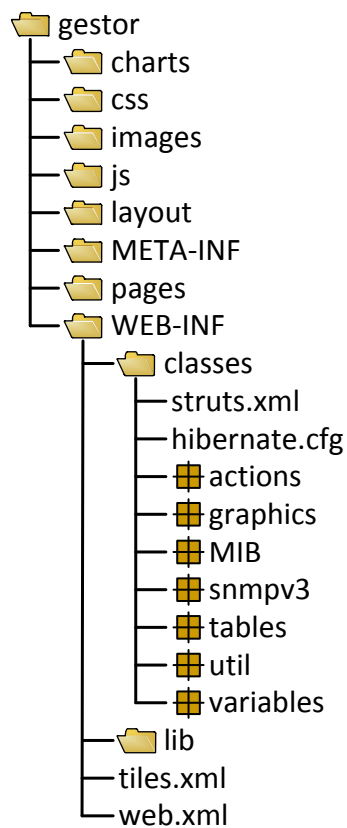 gestor
charts
css
images
js
layout
META-INF
pages
WEB-INF
classes
struts.xml
hibernate.cfg
actions
graphics
MIB
snmpv3
tables
util
variables
lib
tiles.xml
web.xml